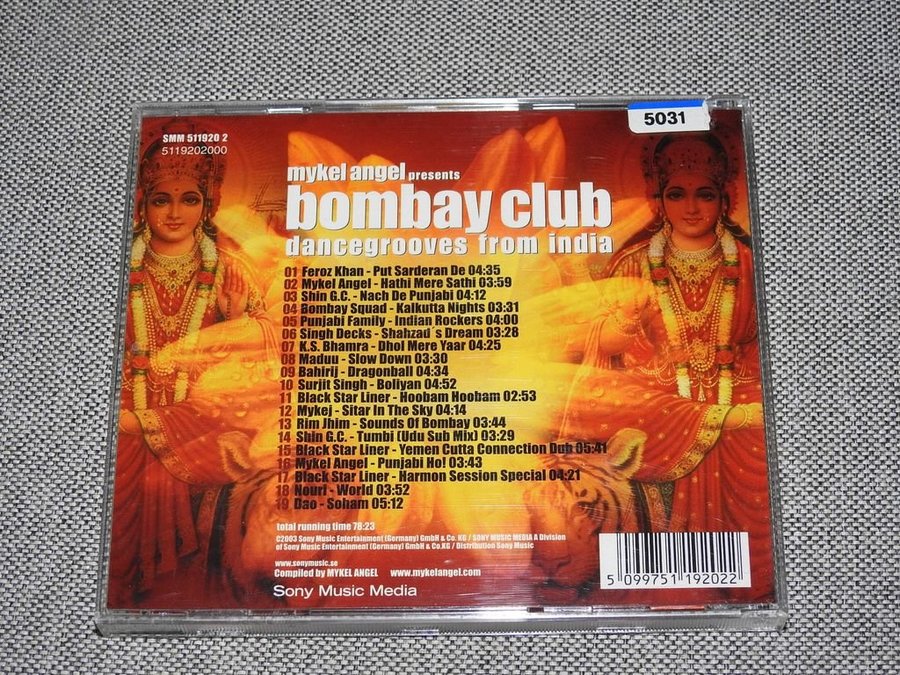 SMM 511920 2
5119202000
5031
mykel angel presents
bombay club
dancegrooves from india
01 Feroz Khan - Put Sarderan De 04:35
02 Mykel Angel - Hathi Mere Sathi 03:59
03 Shin G.C. - Nach De Punjabi 04:12
04 Bombay Squad - Kalkutta Nights 03:31
05 Punjabi Family - Indian Rockers 04:00
06 Singh Decks - Shahzad´s Dream 03:28
07 K.S. Bhamra - Dhol Mere Yaar 04:25
08 Maduu - Slow Down 03:30
09 Bahirij - Dragonball 04:34
10 Surjit Singh - Boliyan 04:52
11 Black Star Liner - Hoobam Hoobam 02:53
12 Mykej - Sitar In The Sky 04:14
13 Rim Jhim - Sounds Of Bombay 03:44
14 Shin G.C. - Tumbi (Udu Sub Mix) 03:29
15 Black Star Liner - Yemen Cutta Connection Dub 05:41
16 Mykel Angel - Punjabi Ho! 03:43
17 Black Star Liner - Harmon Session Special 04:21
18 Nouri - World 03:52
19 Dao - Soham 05:12
total running time 78:23
©2003 Sony Music Entertainment (Germany) GmbH & Co. KG / SONY MUSIC MEDIA A Division
of Sony Music Entertainment (Germany) GmbH & Co.KG / Distribution Sony Music
www.sonymusic.se
Compiled by MYKEL ANGEL www.mykelangel.com
Sony Music Media
5 099751 192022